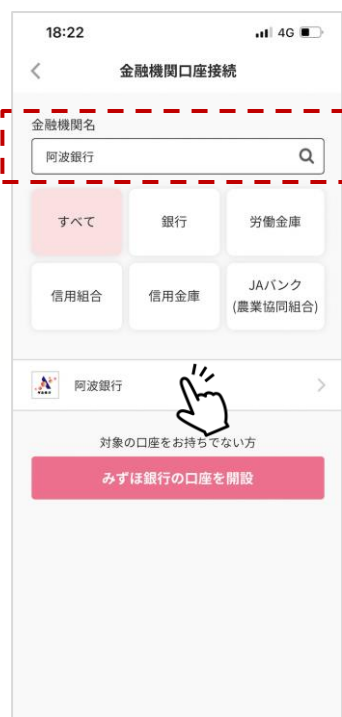 18:22
4G
金融機関口座接続
金融機関名
阿波銀行
すべて
銀行
労働金庫
信用組合
信用金庫
JAバンク
(農業協同組合)
阿波銀行
対象の口座をお持ちでない方
みずほ銀行の口座を開設